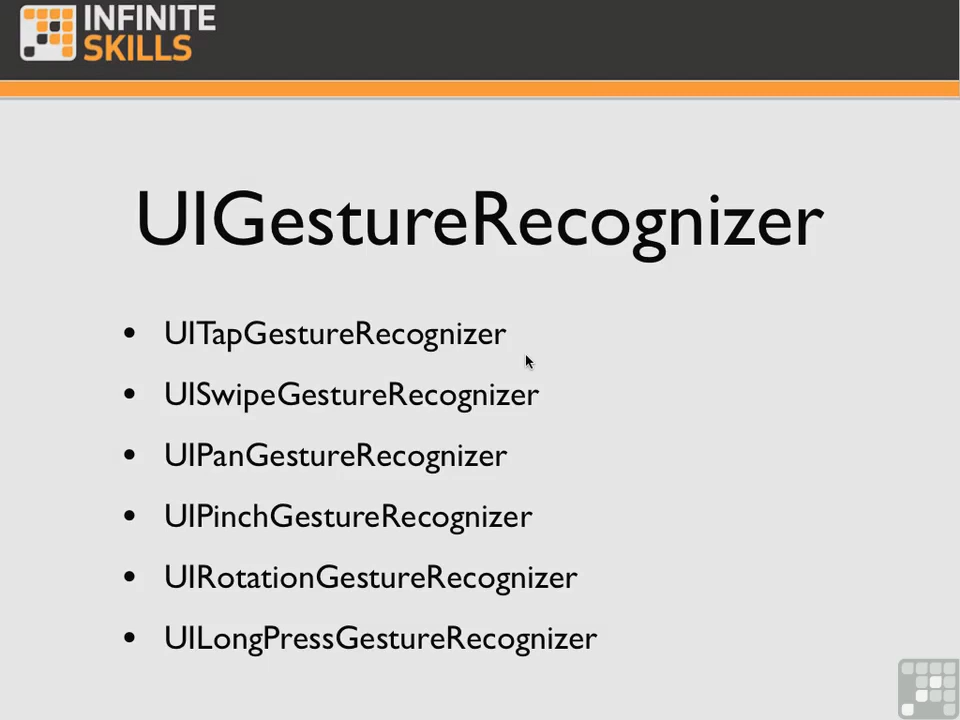 INFINITE
SKILLS
UIGestureRecognizer
• UITapGestureRecognizer
• UISwipeGestureRecognizer
• UIPanGestureRecognizer
• UIPinchGestureRecognizer
• UIRotationGestureRecognizer
• UILongPressGestureRecognizer